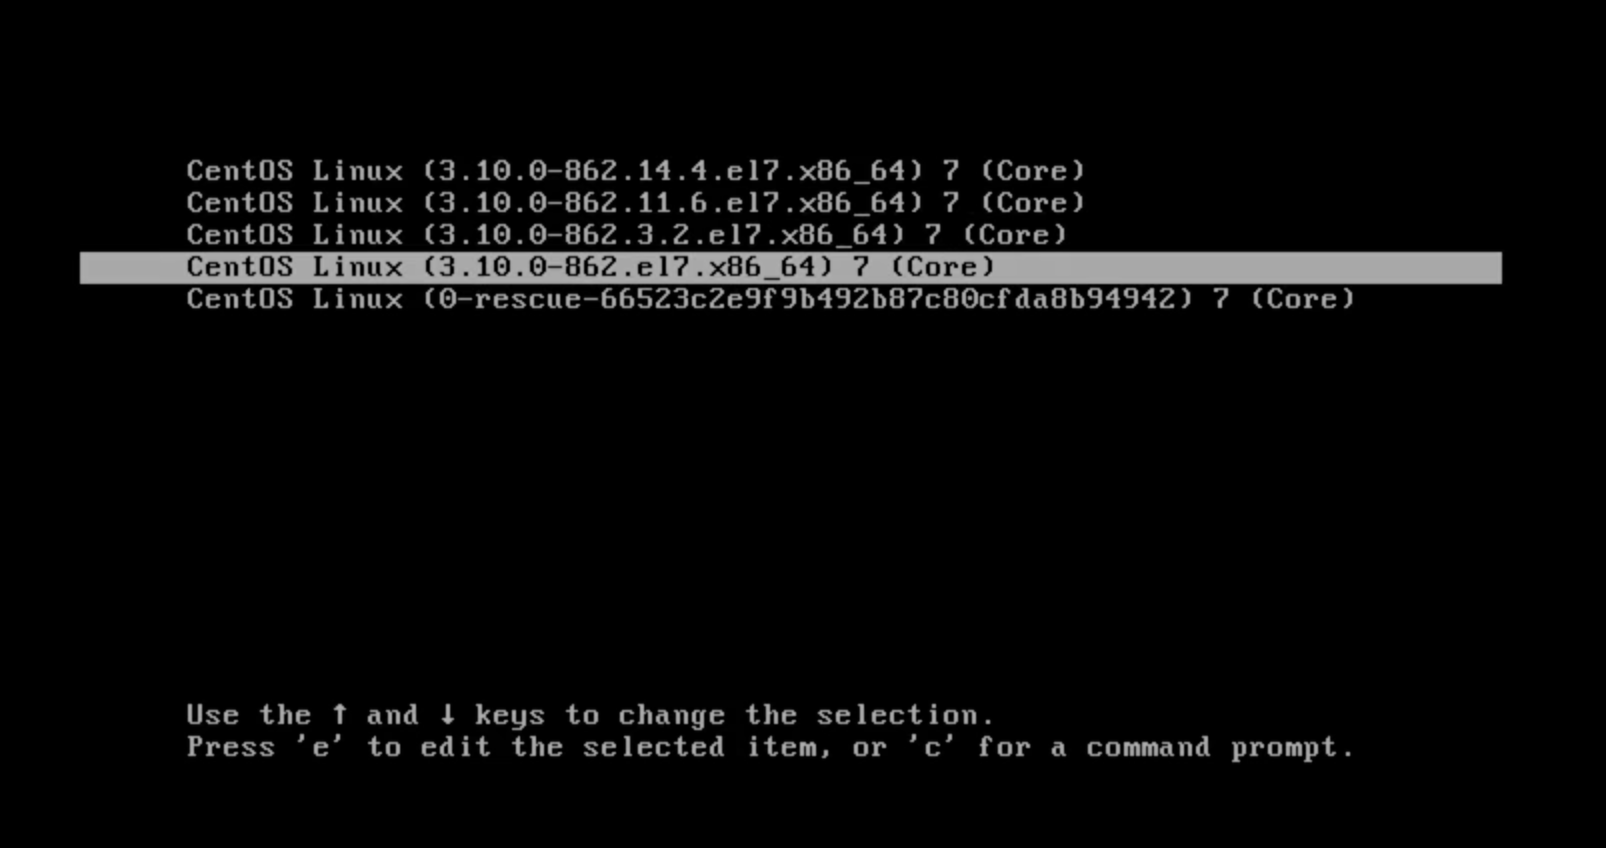 CentOS Linux (3.10.0-862.14.4.el7.x86_64) 7 (Core)
CentOS Linux (3.10.0-862.11.6.el7.x86_64) 7 (Core)
CentOS Linux (3.10.0-862.3.2.el7.x86_64) 7 (Core)
CentOS Linux (3.10.0-862.el7.x86_64) 7 (Core)
CentOS Linux (0-rescue-66523c2e9f9b492b87c80cfda8b94942) 7 (Core)
Use the ↑ and ↓ keys to change the selection.
Press 'e' to edit the selected item, or 'c' for a command prompt.